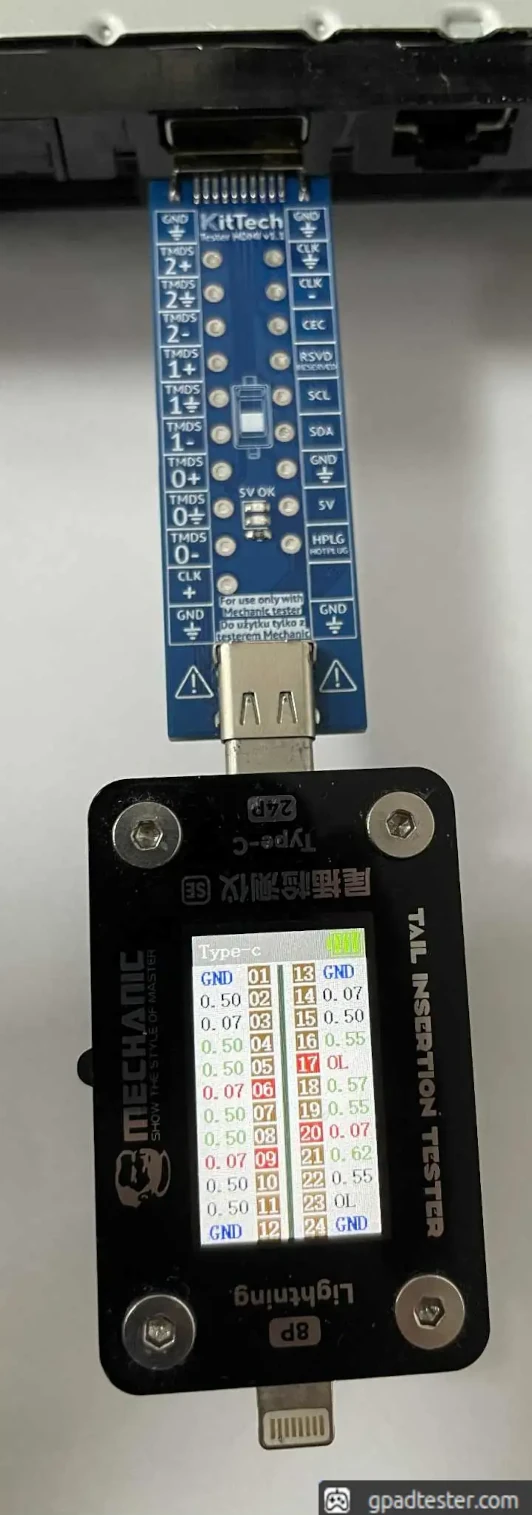 KitTech
Tester HDMI v1.1
GND
TMDS
2+
TMDS
2
TMDS
2-
TMDS
1+
TMDS
1
TMDS
1-
TMDS
0+
TMDS
0
TMDS
0-
CLK
+
GND
GND
CLK
CLK
-
CEC
RSVD
RESERVED
SCL
SDA
GND
5V
HPLG
HOTPLUG
GND
5V OK
For use only with
Mechanic tester
Do użytku tylko z
testerem Mechanic
24P
Type-C
尾插检测仪 SE
TAIL INSERTION TESTER
MECHANIC
SHOW THE STYLE OF MASTER
Type-c
GND 01 13 GND
0.50 02 14 0.07
0.07 03 15 0.50
0.50 04 16 0.55
0.50 05 17 OL
0.07 06 18 0.57
0.50 07 19 0.55
0.50 08 20 0.07
0.07 09 21 0.62
0.50 10 22 0.55
0.50 11 23 OL
GND 12 24 GND
Lightning
8P
gpadtester.com